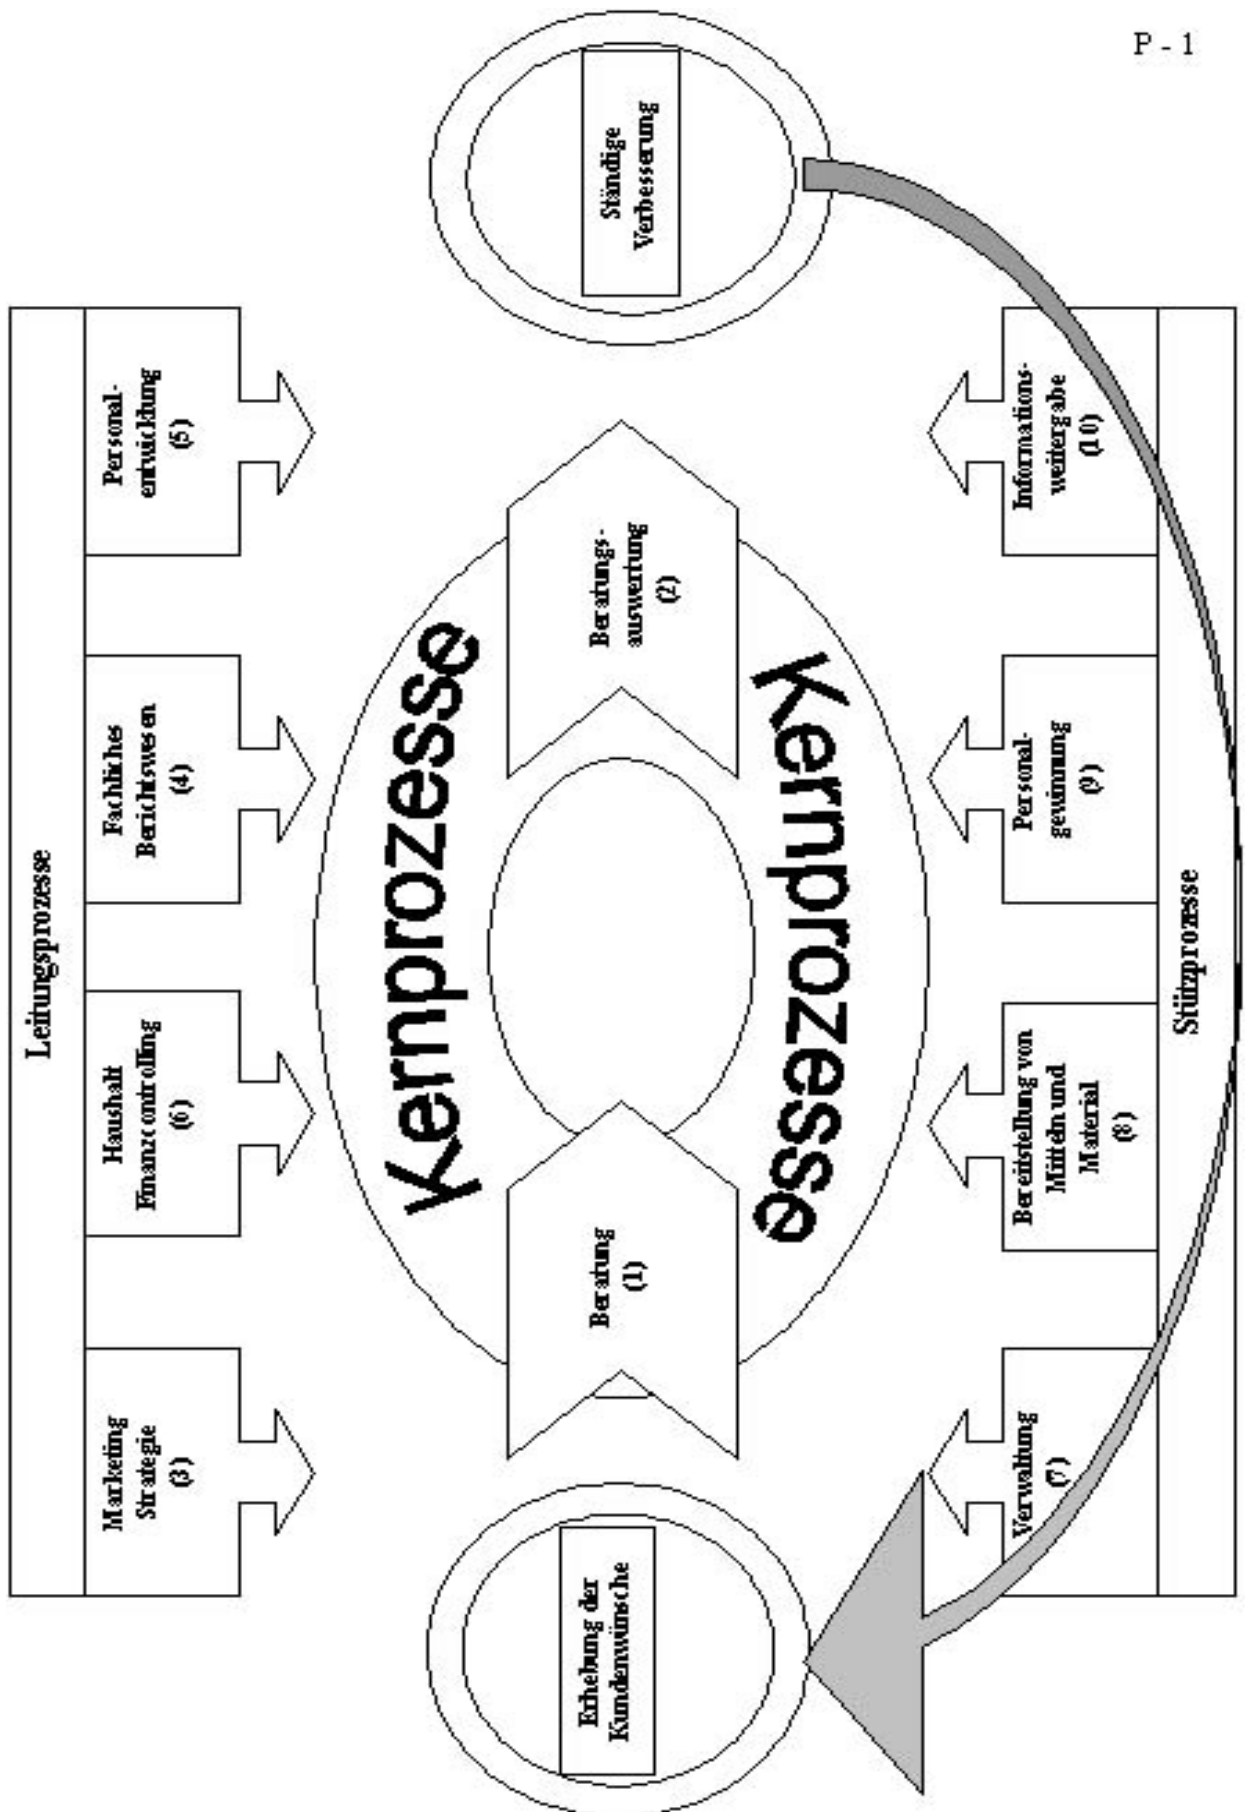 P - 1
Leitungsprozesse
Marketing
Strategie
(3)
Haushalt
Finanzcontrolling
(6)
Fachliches
Berichtswesen
(4)
Personal-
entwicklung
(5)
Kernprozesse
Erhebung der
Kundenwünsche
Beratung
(1)
Beratungs-
auswertung
(2)
Ständige
Verbesserung
Kernprozesse
Verwaltung
(7)
Bereitstellung von
Mitteln und
Material
(8)
Personal-
gewinnung
(9)
Informations-
weitergabe
(10)
Stützprozesse